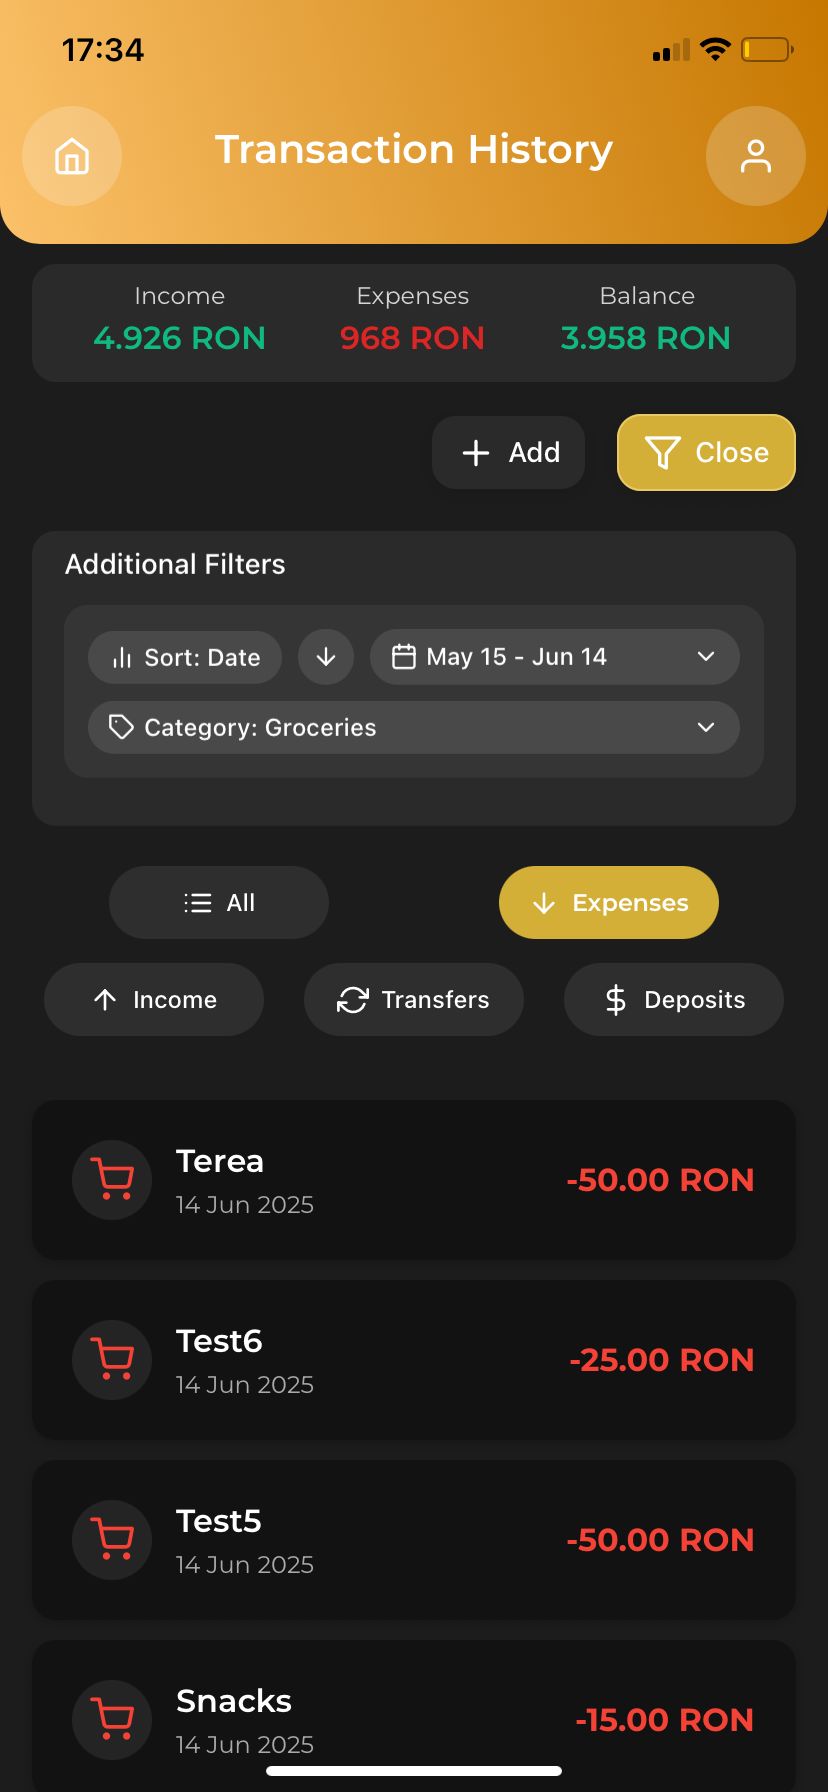 17:34
Transaction History
Income Expenses Balance
4.926 RON 968 RON 3.958 RON
Add Close
Additional Filters
Sort: Date May 15 - Jun 14
Category: Groceries
All Expenses
Income Transfers Deposits
Terea
-50.00 RON
14 Jun 2025
Test6
-25.00 RON
14 Jun 2025
Test5
-50.00 RON
14 Jun 2025
Snacks
-15.00 RON
14 Jun 2025